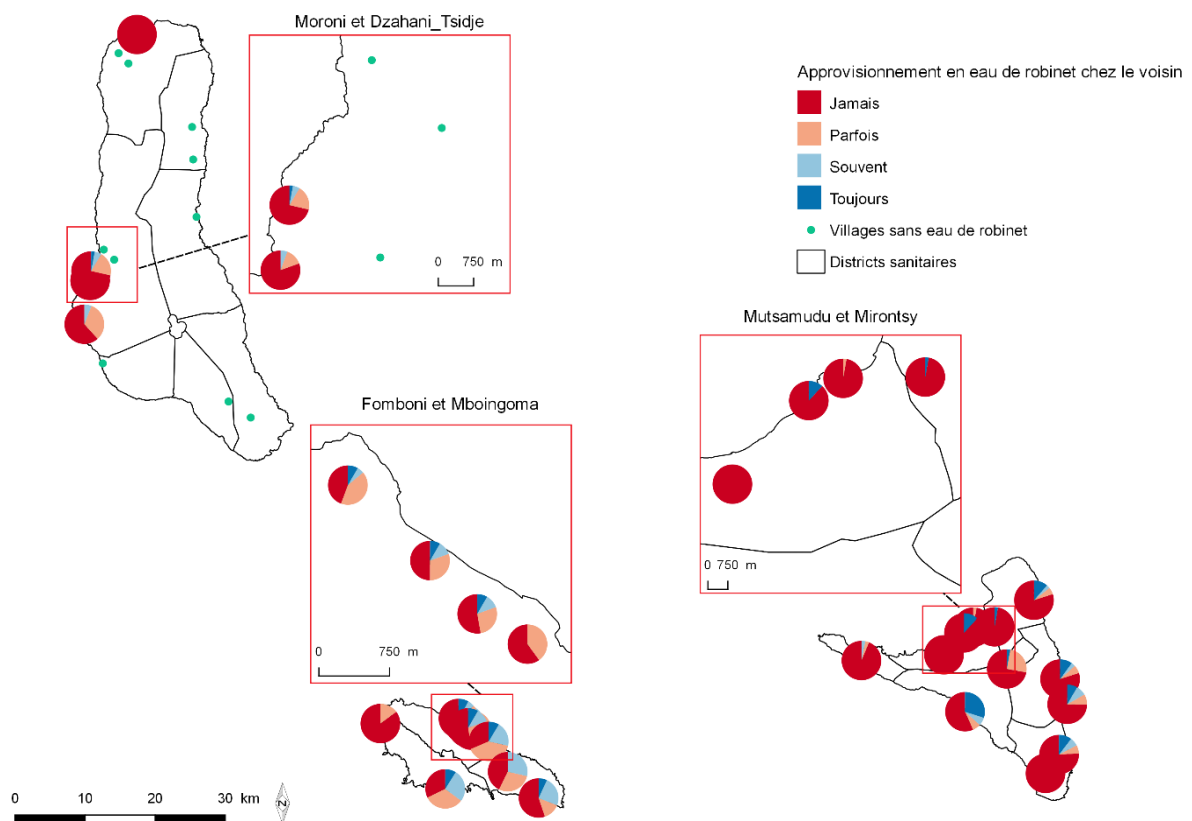 Moroni et Dzahani_Tsidje
0 750 m
Approvisionnement en eau de robinet chez le voisin
Jamais
Parfois
Souvent
Toujours
Villages sans eau de robinet
Districts sanitaires
Mutsamudu et Mirontsy
0 750 m
Fomboni et Mboingoma
0 750 m
0 10 20 30 km
N